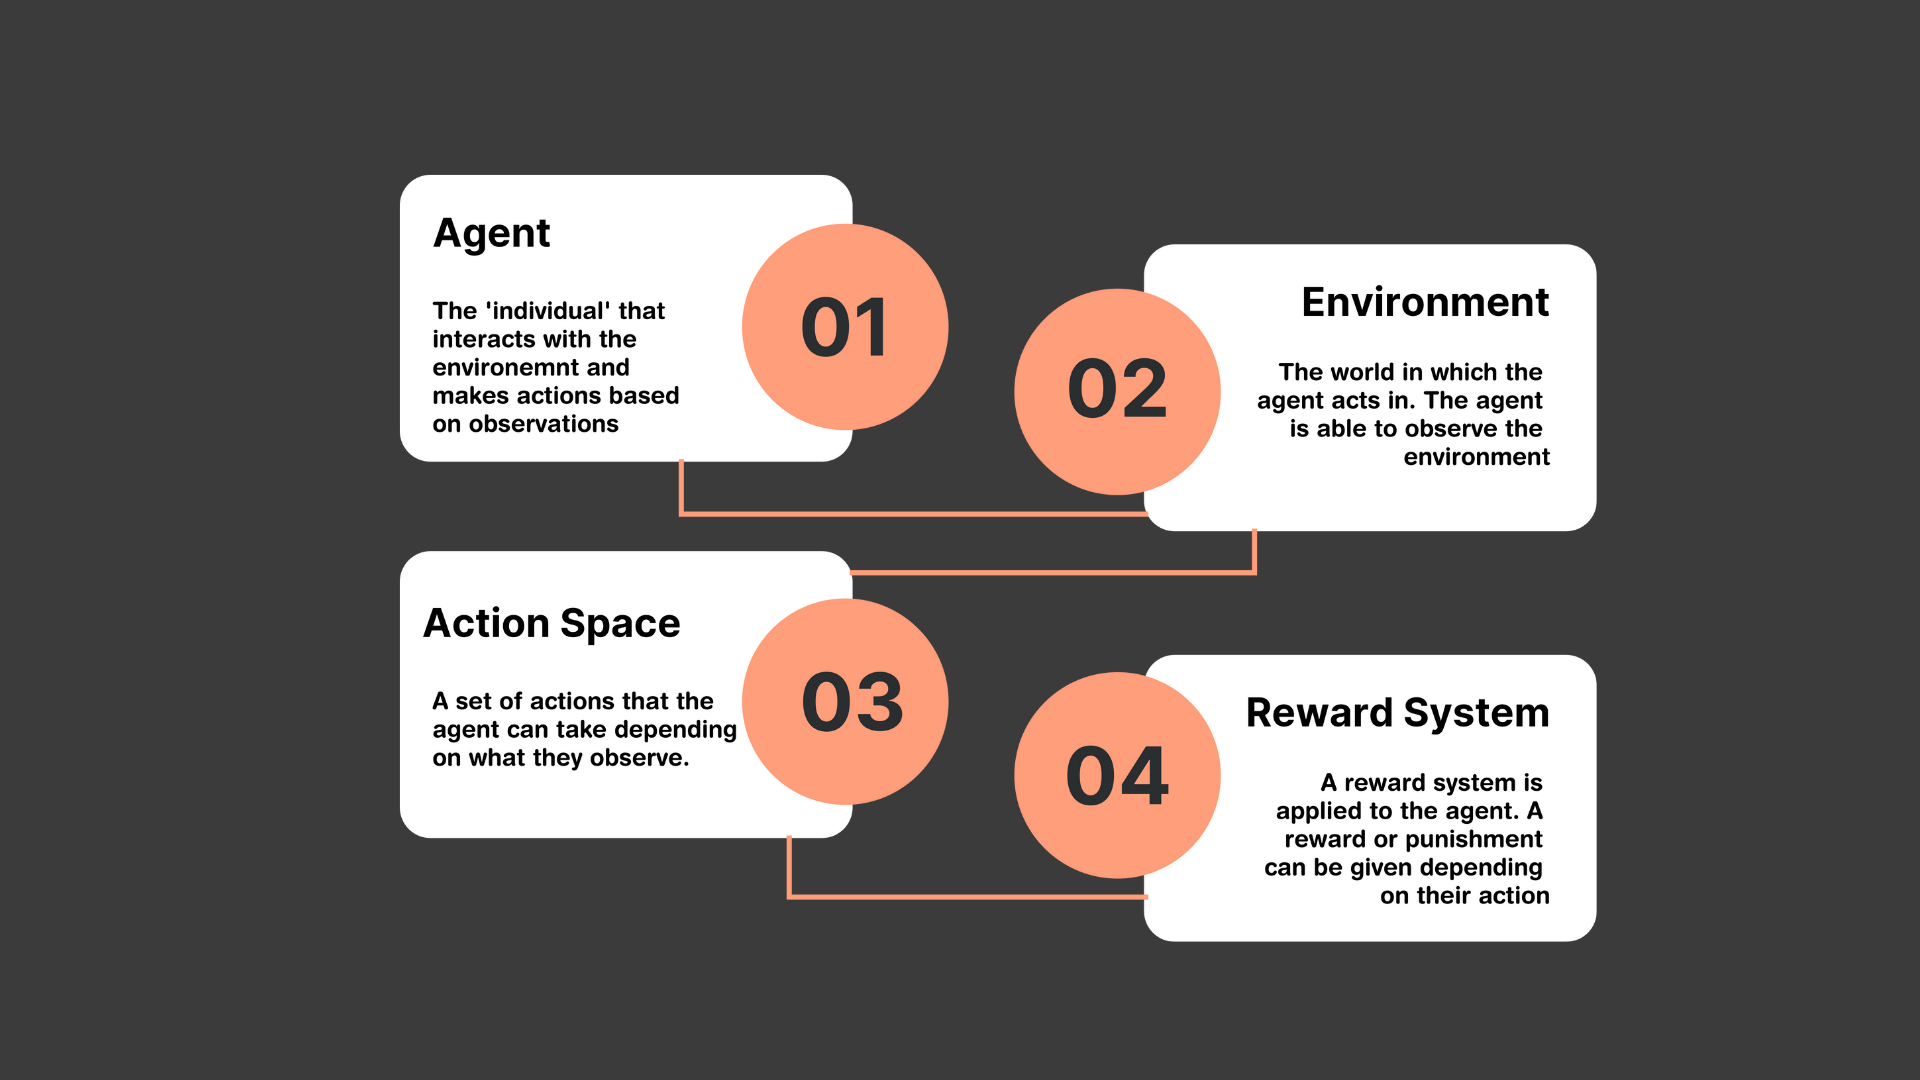 Agent
The 'individual' that
interacts with the
environemnt and
makes actions based
on observations
01
02
Environment
The world in which the
agent acts in. The agent
is able to observe the
environment
Action Space
A set of actions that the
agent can take depending
on what they observe.
03
04
Reward System
A reward system is
applied to the agent. A
reward or punishment
can be given depending
on their action